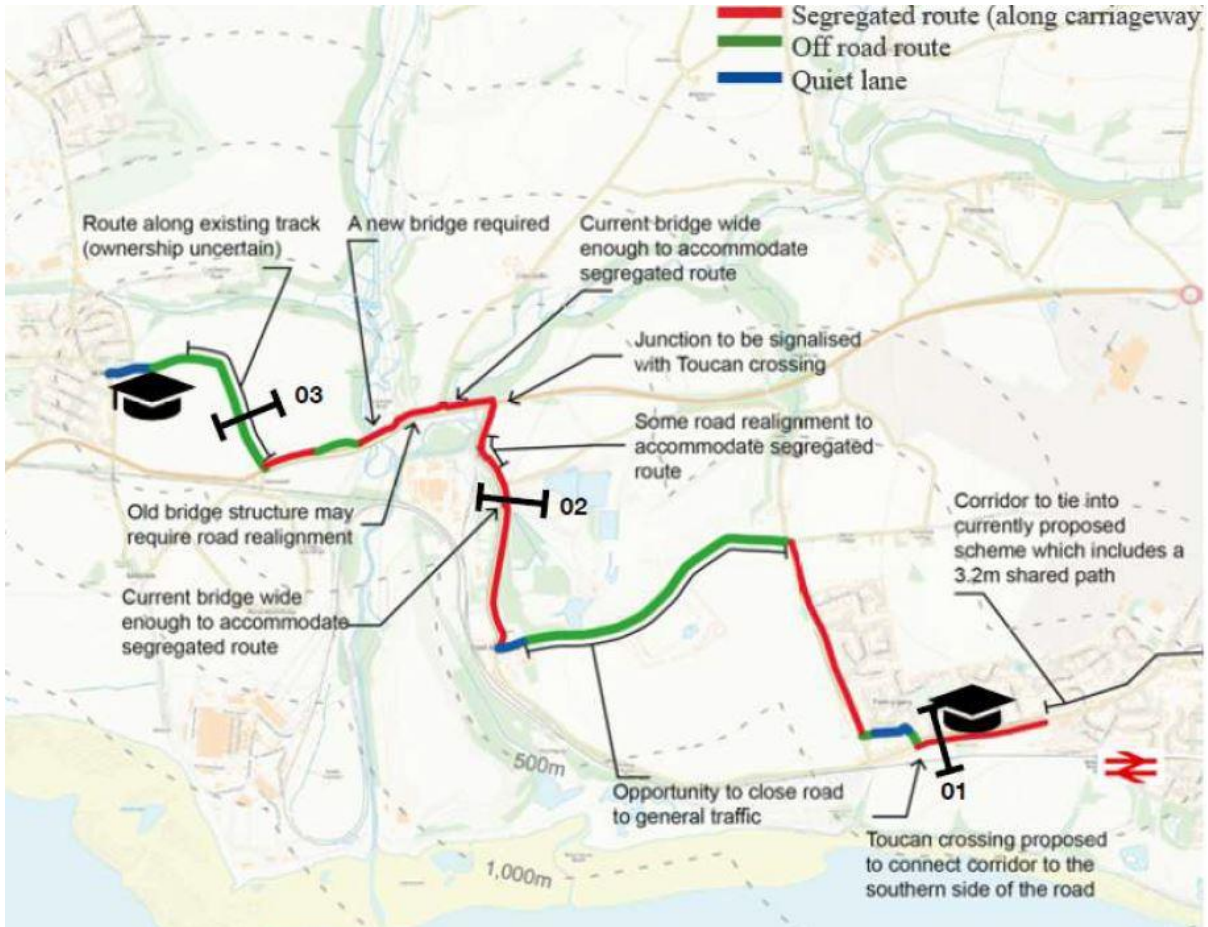 Segregated route (along carriageway
Off road route
Quiet lane
Route along existing track
(ownership uncertain)
A new bridge required
Current bridge wide
enough to accommodate
segregated route
Junction to be signalised
with Toucan crossing
03
Some road realignment to
accommodate segregated
route
02
Corridor to tie into
currently proposed
scheme which includes a
3.2m shared path
Old bridge structure may
require road realignment
Current bridge wide
enough to accommodate
segregated route
500m
Opportunity to close road
to general traffic
01
Toucan crossing proposed
to connect corridor to the
southern side of the road
1,000m